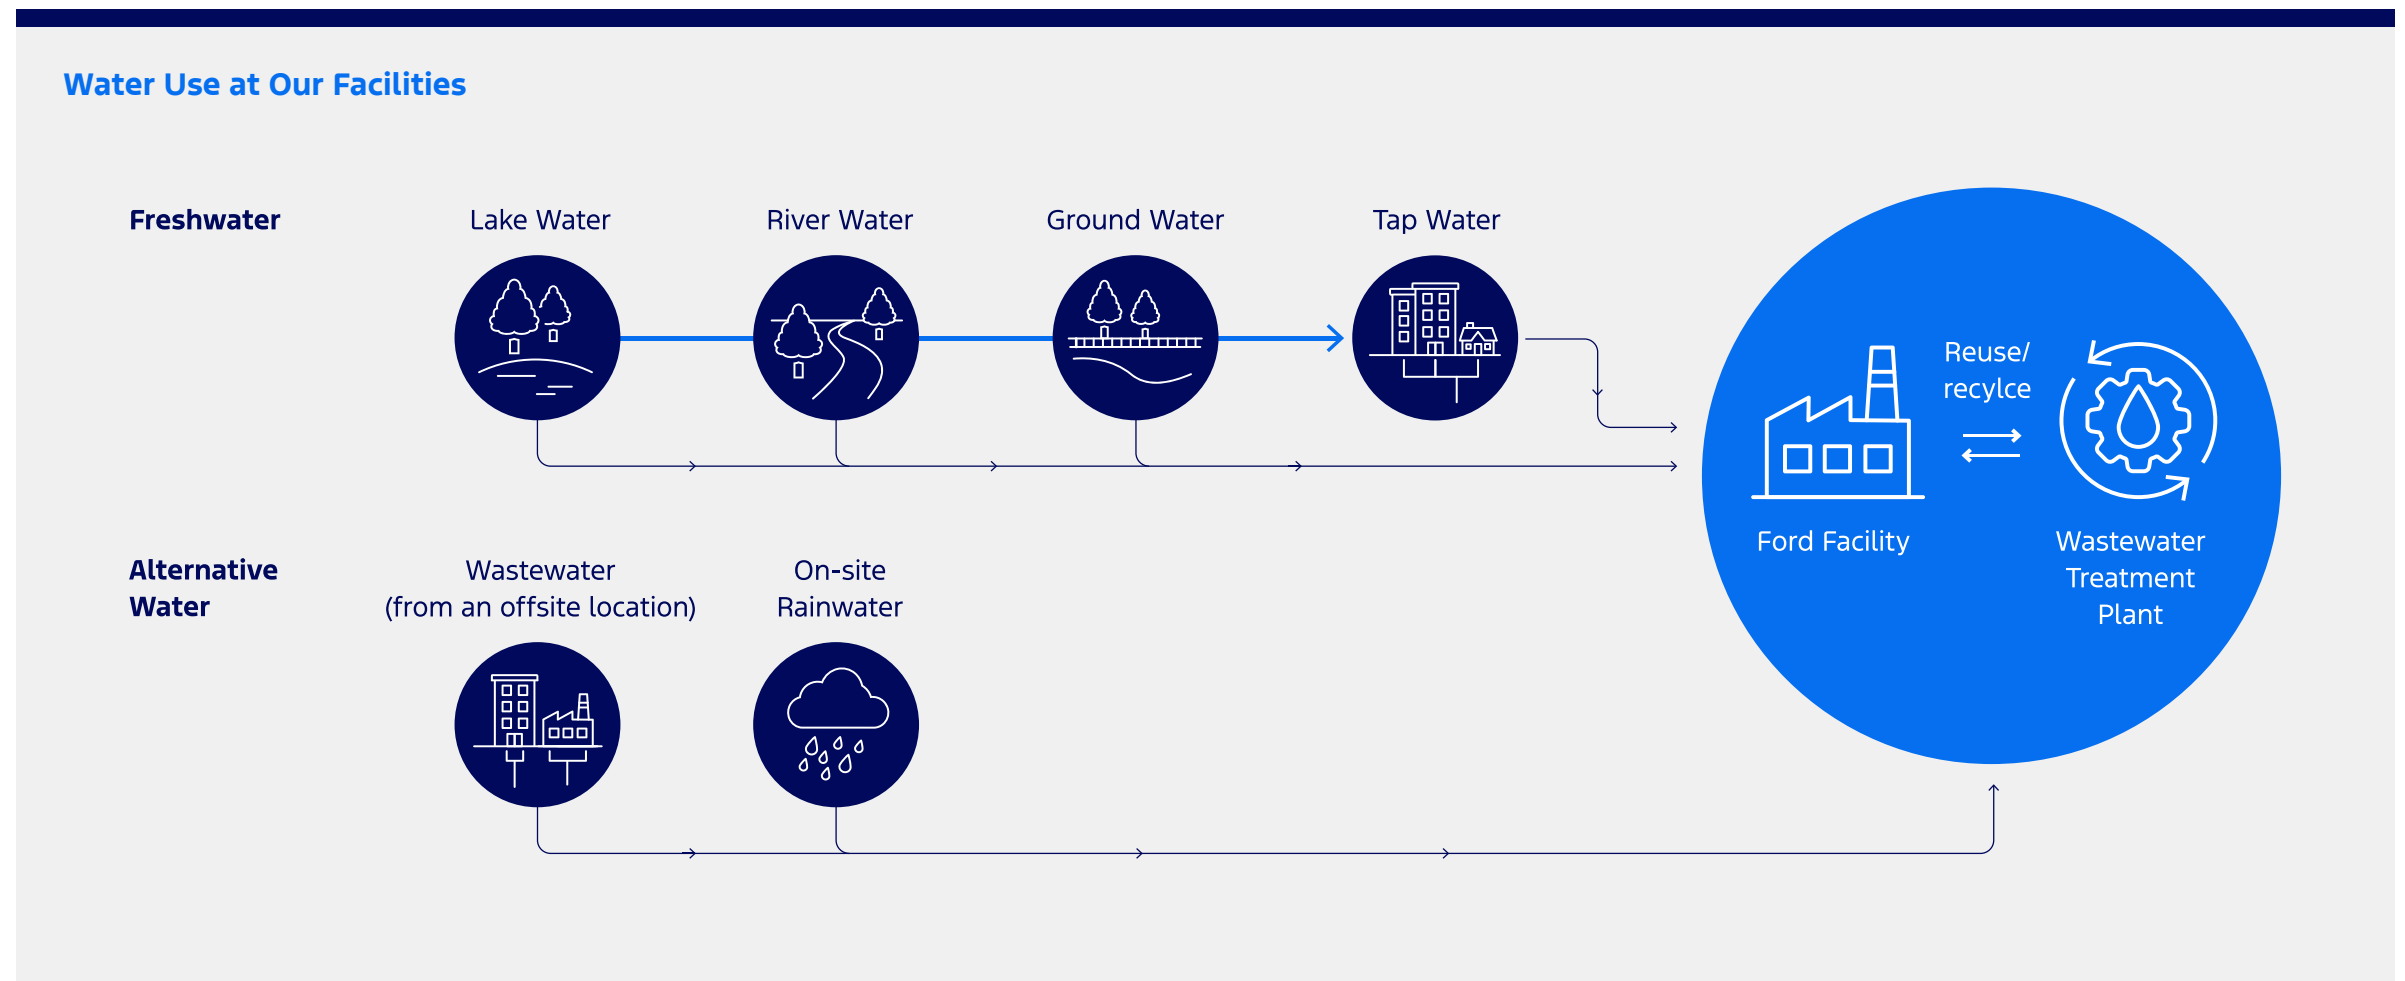 Water Use at Our Facilities
Freshwater
Lake Water
River Water
Ground Water
Tap Water
Reuse/
recylce
Ford Facility
Wastewater
Treatment
Plant
Alternative
Water
Wastewater
(from an offsite location)
On-site
Rainwater